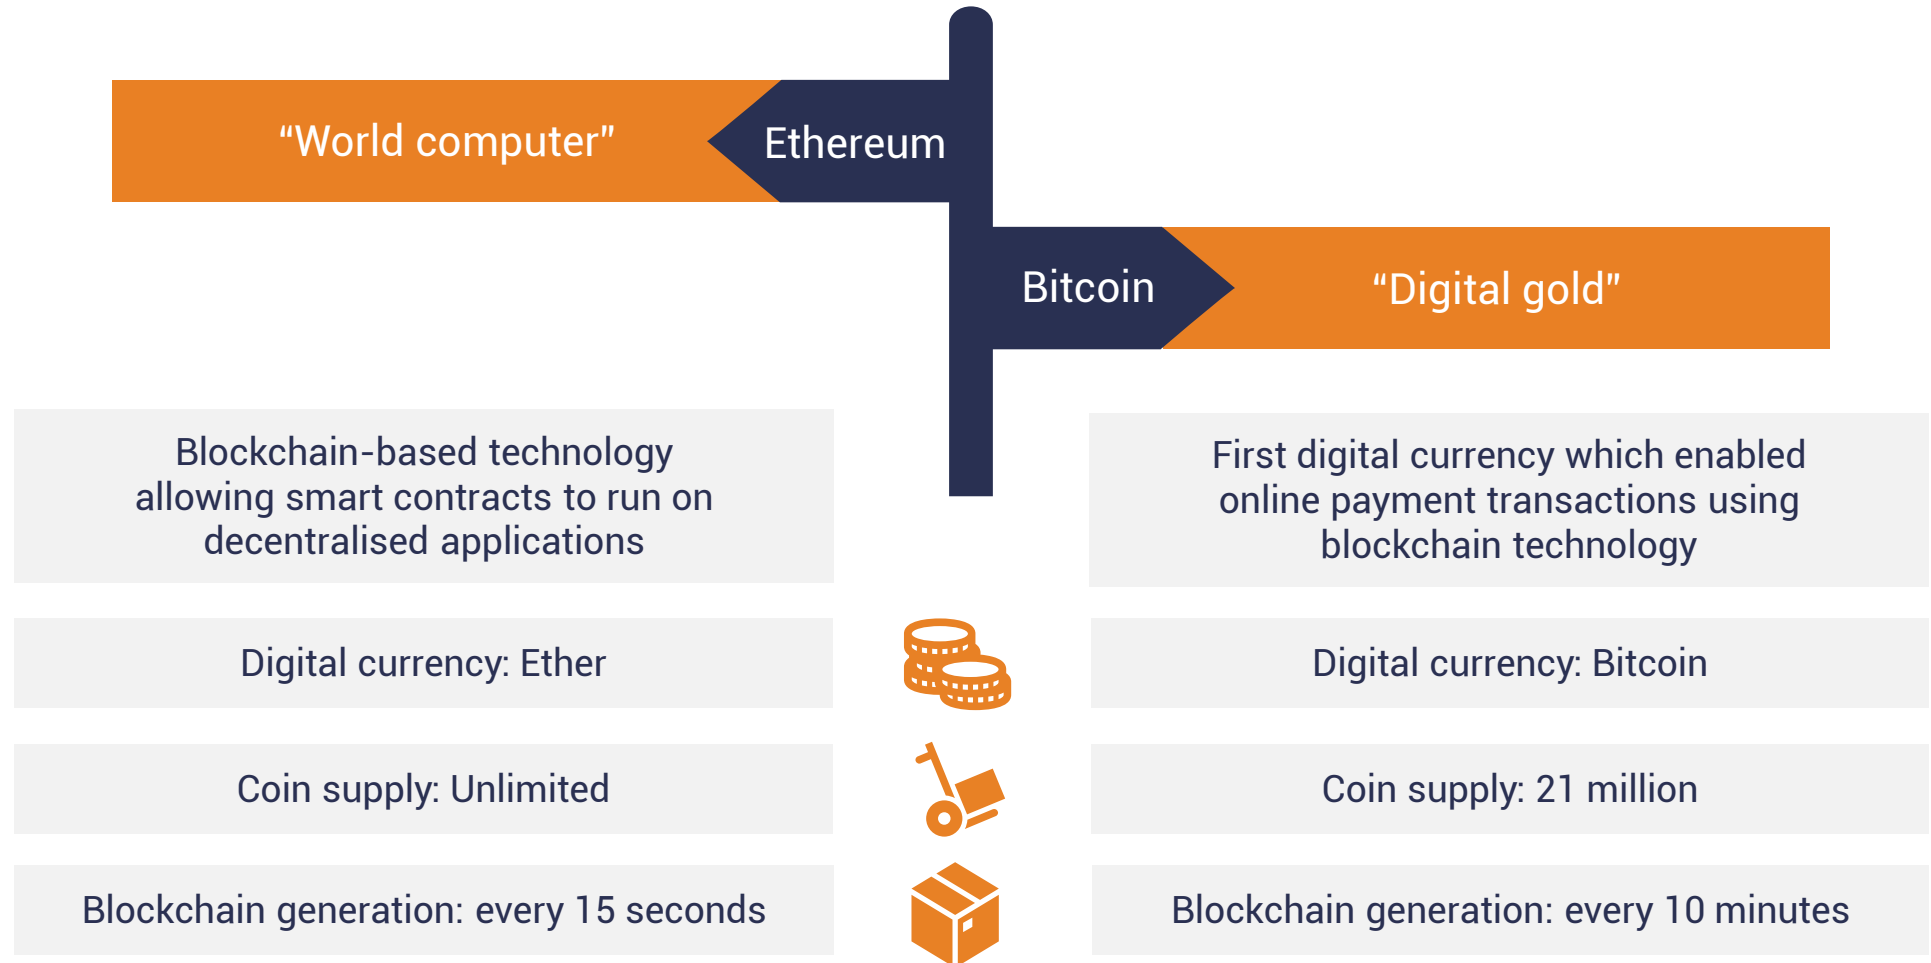 “World computer”
Ethereum
Bitcoin
“Digital gold”
Blockchain-based technology
allowing smart contracts to run on
decentralised applications
First digital currency which enabled
online payment transactions using
blockchain technology
Digital currency: Ether
Digital currency: Bitcoin
Coin supply: Unlimited
Coin supply: 21 million
Blockchain generation: every 15 seconds
Blockchain generation: every 10 minutes